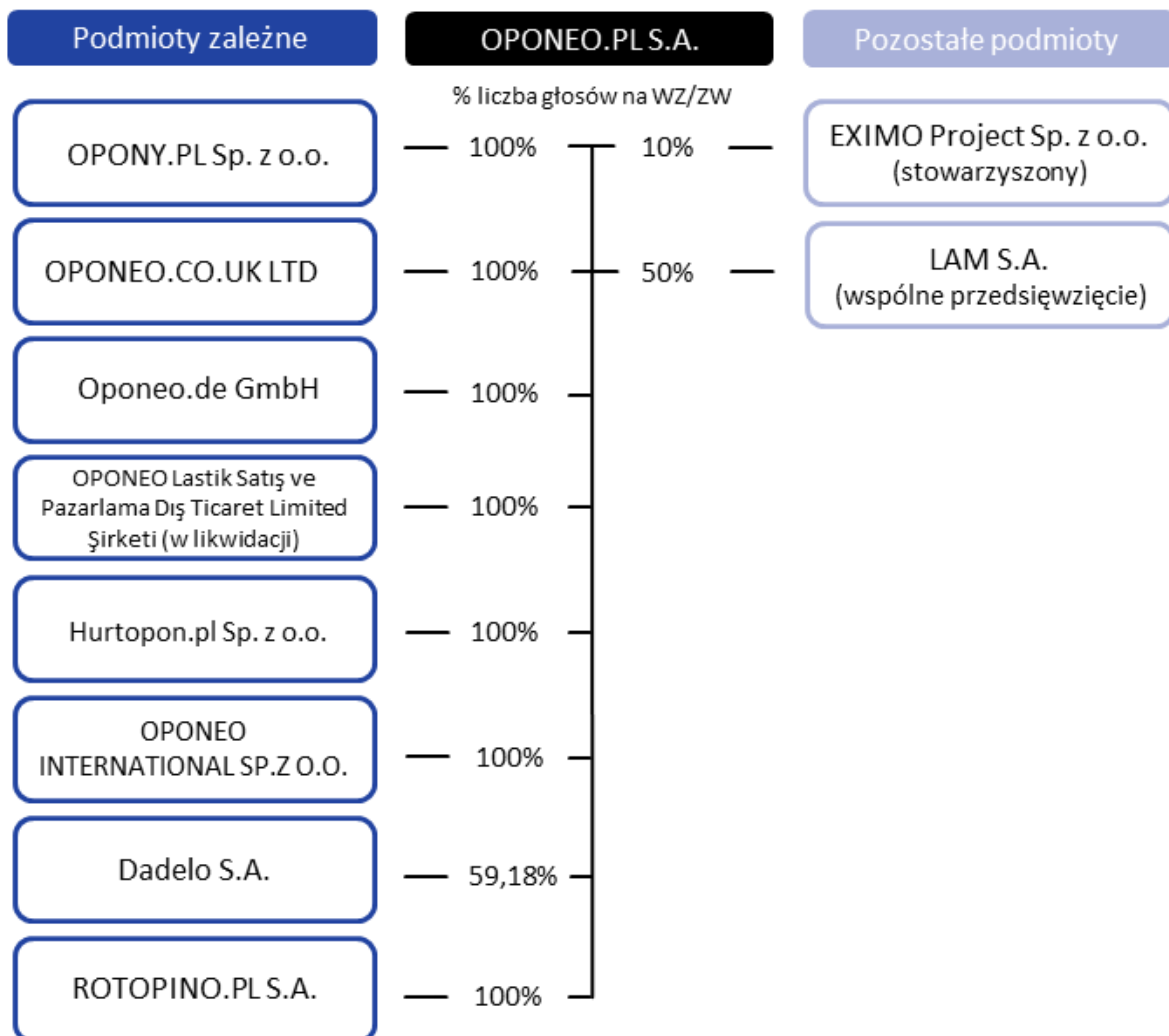 Podmioty zależne
OPONEO.PL S.A.
Pozostałe podmioty
% liczba głosów na WZ/ZW
OPONY.PL Sp. z o.o.
100%
10%
EXIMO Project Sp. z o.o.
(stowarzyszony)
OPONEO.CO.UK LTD
100%
50%
LAM S.A.
(wspólne przedsięwzięcie)
Oponeo.de GmbH
100%
OPONEO Lastik Satış ve
Pazarlama Dış Ticaret Limited
Şirketi (w likwidacji)
100%
Hurtopon.pl Sp. z o.o.
100%
OPONEO
INTERNATIONAL SP.Z O.O.
100%
Dadelo S.A.
59,18%
ROTOPINO.PL S.A.
100%